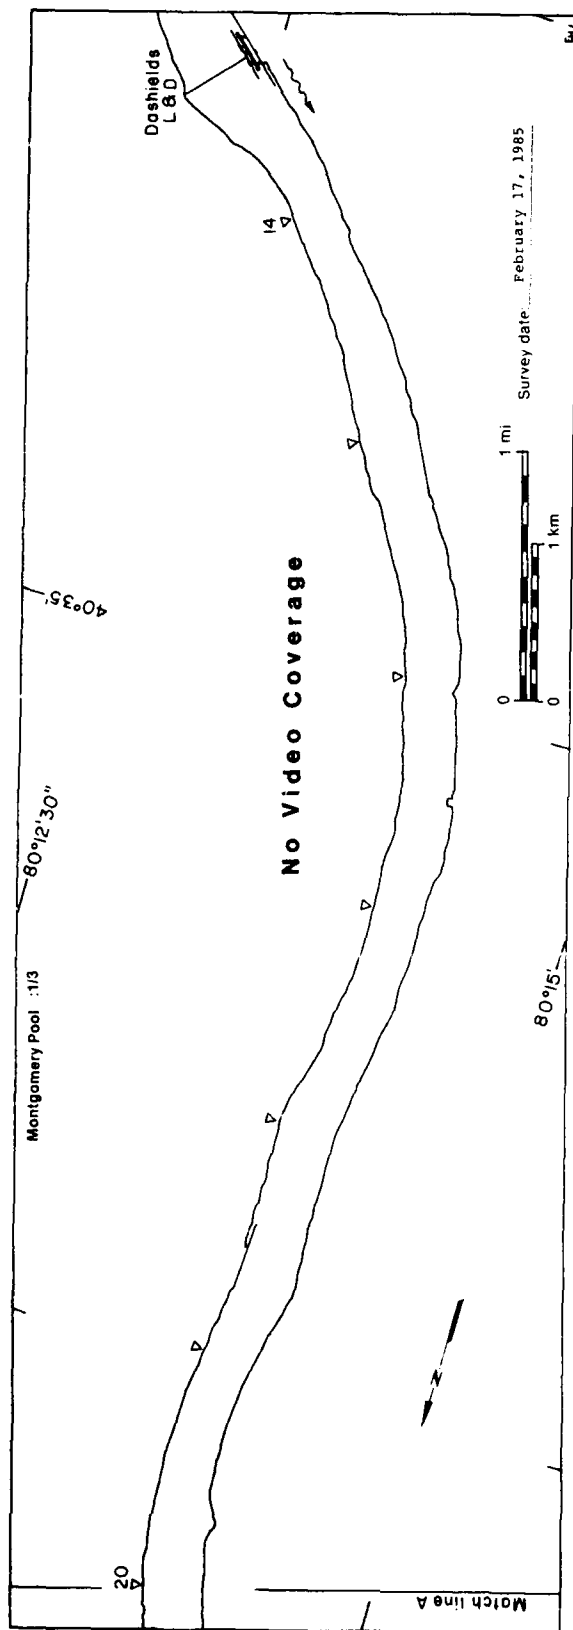 Montgomery Pool :1/3
80°12'30"
40°35'
Dashields
L&D
14
No Video Coverage
20
Match line A
N
80°15'
0
1 mi
0
1 km
Survey date: February 17, 1985